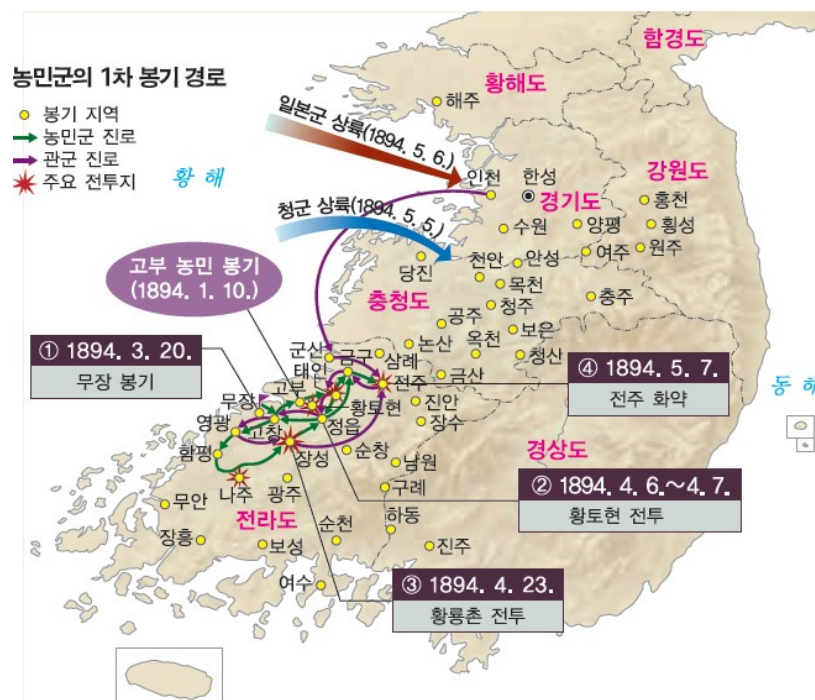 농민군의 1차 봉기 경로
봉기 지역
농민군 진로
관군 진로
주요 전투지
함경도
황해도
해주
일본군 상륙(1894. 5. 6.)
황 해
강원도
인천
한성
경기도
홍천
청군 상륙(1894. 5. 5.)
수원
양평
횡성
여주
원주
고부 농민 봉기
(1894. 1. 10.)
당진
천안
안성
목천
충청도
청주
충주
공주
보은
논산
옥천
청산
① 1894. 3. 20.
무장 봉기
군산
금구
삼례
태인
전주
금산
④ 1894. 5. 7.
전주 화약
동 해
고부
무장
황토현
진안
영광
고창
정읍
장수
함평
장성
순창
남원
경상도
나주
광주
구례
② 1894. 4. 6.~4. 7.
황토현 전투
무안
전라도
순천
하동
장흥
보성
진주
여수
③ 1894. 4. 23.
황룡촌 전투